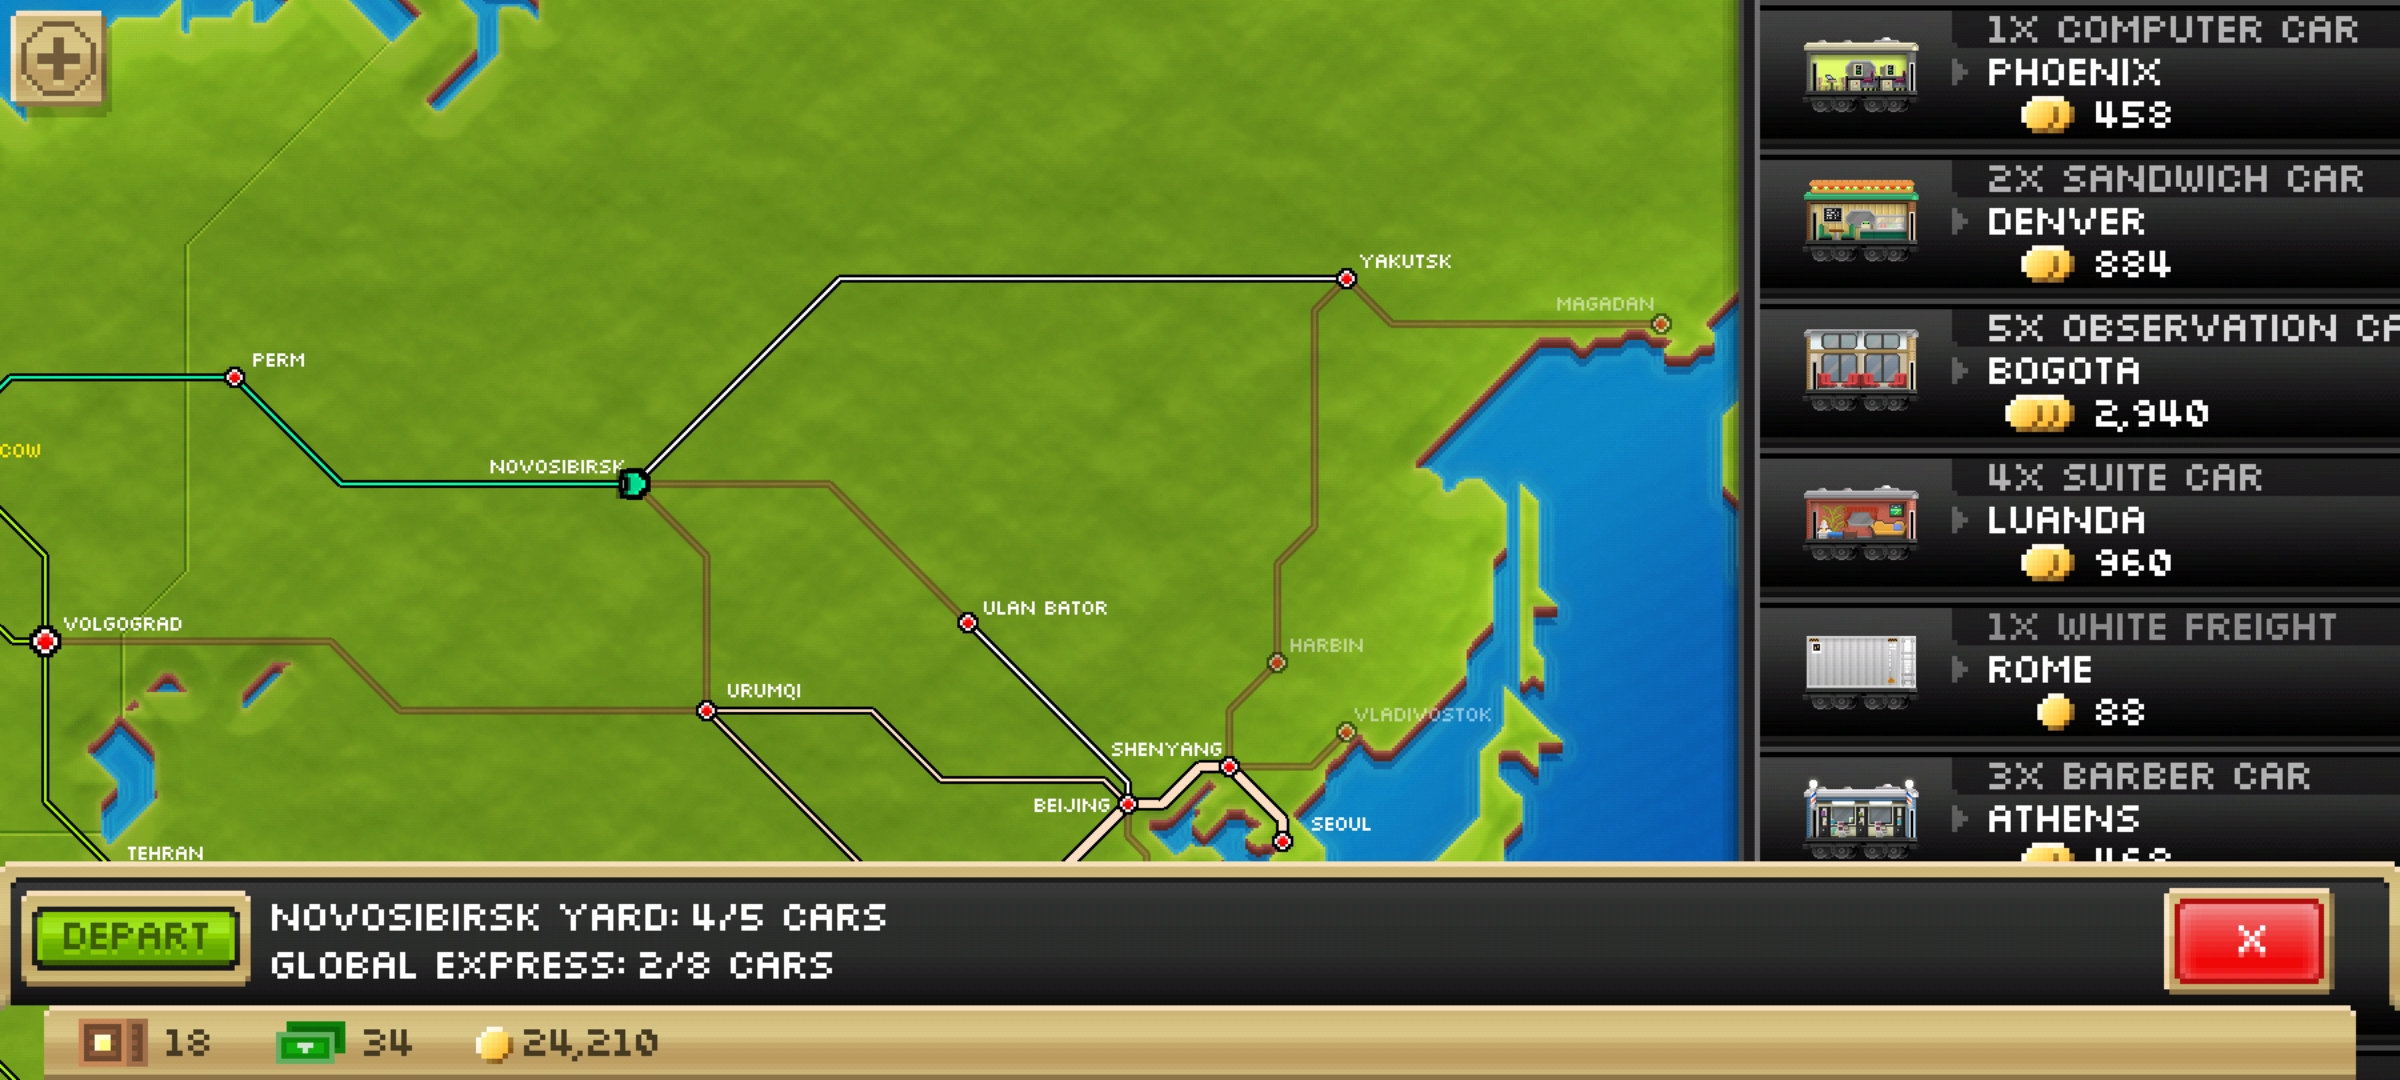 1X COMPUTER CAR
PHOENIX
458
2X SANDWICH CAR
DENVER
884
5X OBSERVATION CA
BOGOTA
2,940
4X SUITE CAR
LUANDA
960
1X WHITE FREIGHT
ROME
88
3X BARBER CAR
ATHENS
468
YAKUTSK
MAGADAN
PERM
COW
NOVOSIBIRSK
ULAN BATOR
VOLGOGRAD
HARBIN
URUMQI
VLADIVOSTOK
SHENYANG
BEIJING
SEOUL
TEHRAN
DEPART
NOVOSIBIRSK YARD: 4/5 CARS
GLOBAL EXPRESS: 2/8 CARS
X
18
34
24,210